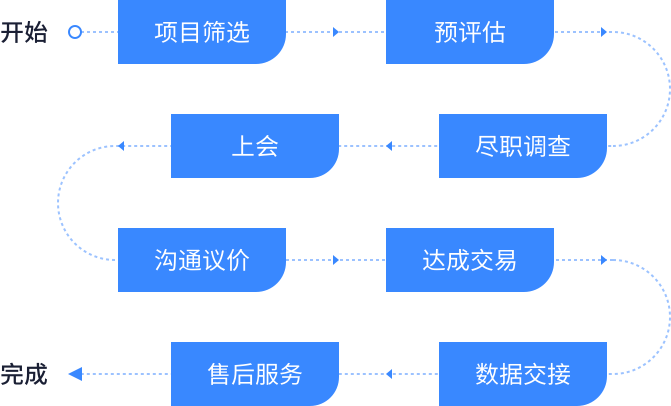 开始
项目筛选
预评估
尽职调查
上会
沟通议价
达成交易
数据交接
售后服务
完成